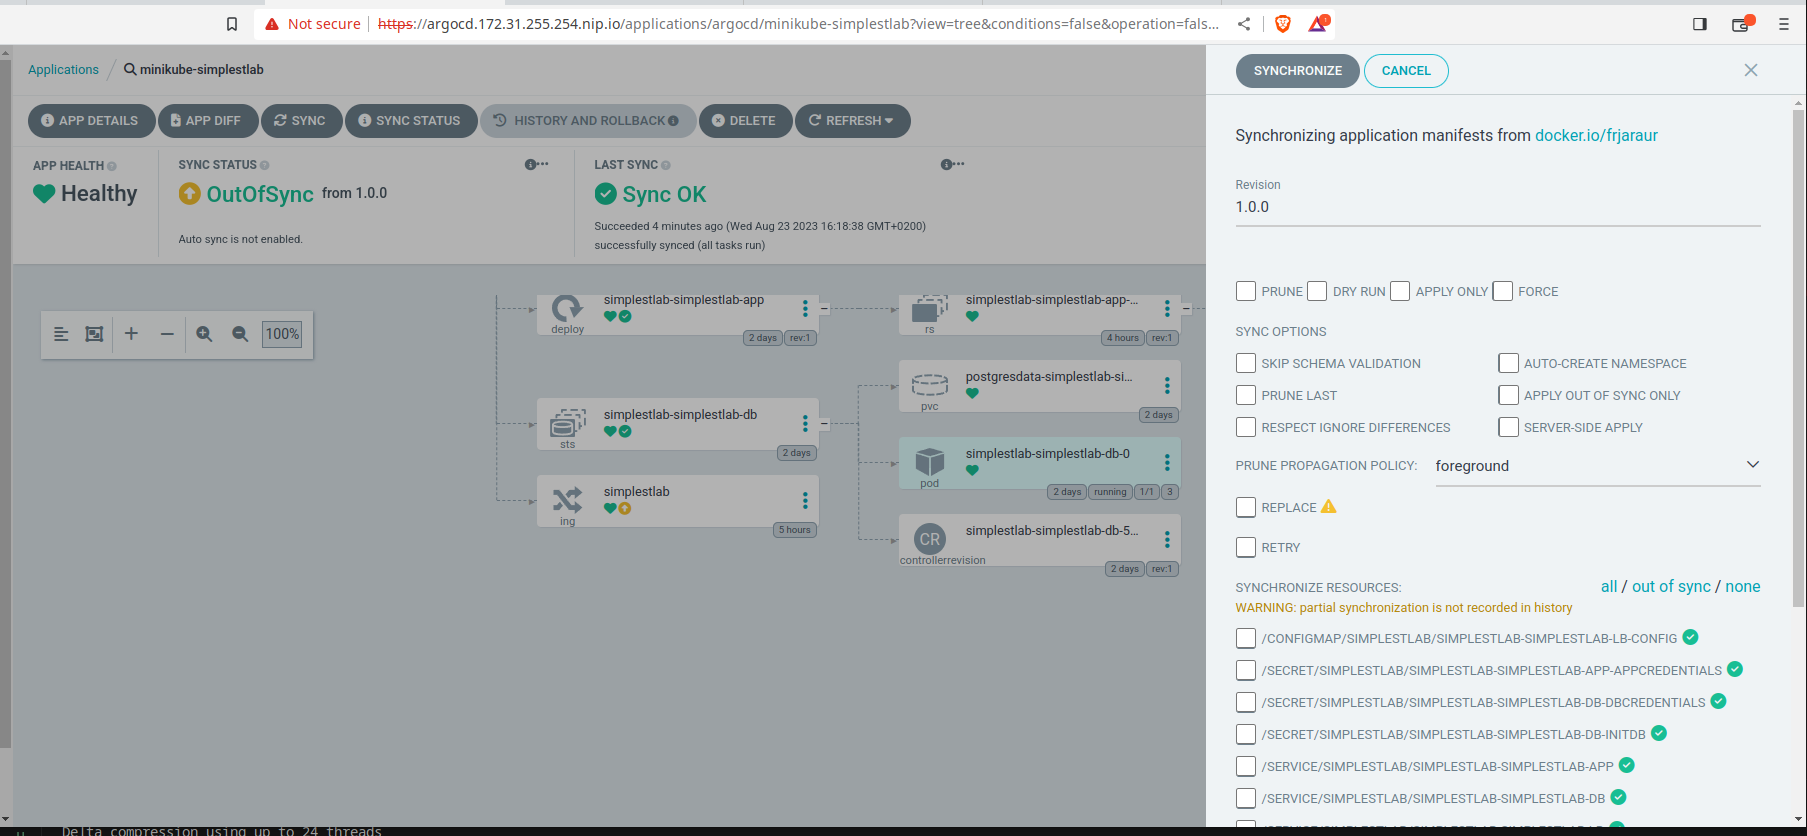 Not secure https://argocd.172.31.255.254.nip.io/applications/argocd/minikube-simplestlab?view=tree&conditions=false&operation=fals...
1
Applications / minikube-simplestlab
APP DETAILS APP DIFF SYNC SYNC STATUS HISTORY AND ROLLBACK DELETE REFRESH
APP HEALTH
Healthy
SYNC STATUS
OutOfSync from 1.0.0
Auto sync is not enabled.
LAST SYNC
Sync OK
Succeeded 4 minutes ago (Wed Aug 23 2023 16:18:38 GMT+0200)
successfully synced (all tasks run)
100%
simplestlab-simplestlab-app
deploy
2 days rev:1
simplestlab-simplestlab-app-...
rs
4 hours rev:1
postgresdata-simplestlab-si...
pvc
2 days
simplestlab-simplestlab-db
sts
2 days
simplestlab-simplestlab-db-0
pod
2 days running 1/1 3
simplestlab
ing
5 hours
CR
simplestlab-simplestlab-db-5...
controllerrevision
2 days rev:1
SYNCHRONIZE CANCEL
Synchronizing application manifests from docker.io/frjaraur
Revision
1.0.0
PRUNE DRY RUN APPLY ONLY FORCE
SYNC OPTIONS
SKIP SCHEMA VALIDATION AUTO-CREATE NAMESPACE
PRUNE LAST APPLY OUT OF SYNC ONLY
RESPECT IGNORE DIFFERENCES SERVER-SIDE APPLY
PRUNE PROPAGATION POLICY: foreground
REPLACE
RETRY
SYNCHRONIZE RESOURCES: all / out of sync / none
WARNING: partial synchronization is not recorded in history
/CONFIGMAP/SIMPLESTLAB/SIMPLESTLAB-SIMPLESTLAB-LB-CONFIG
/SECRET/SIMPLESTLAB/SIMPLESTLAB-SIMPLESTLAB-APP-APPCREDENTIALS
/SECRET/SIMPLESTLAB/SIMPLESTLAB-SIMPLESTLAB-DB-DBCREDENTIALS
/SECRET/SIMPLESTLAB/SIMPLESTLAB-SIMPLESTLAB-DB-INITDB
/SERVICE/SIMPLESTLAB/SIMPLESTLAB-SIMPLESTLAB-APP
/SERVICE/SIMPLESTLAB/SIMPLESTLAB-SIMPLESTLAB-DB
Delta compression using up to 24 threads